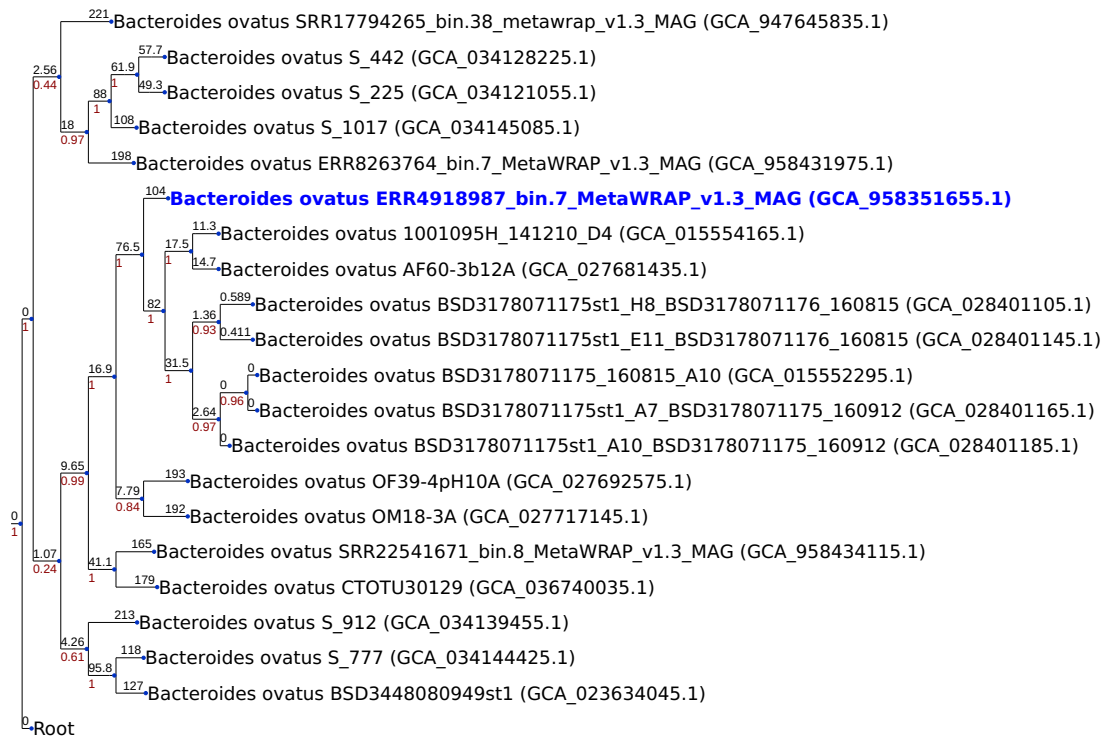 221 Bacteroides ovatus SRR17794265_bin.38_metawrap_v1.3_MAG (GCA_947645835.1)
57.7 Bacteroides ovatus S_442 (GCA_034128225.1)
61.9
2.56
0.44
1
49.3 Bacteroides ovatus S_225 (GCA_034121055.1)
88
1
18
0.97
108 Bacteroides ovatus S_1017 (GCA_034145085.1)
198 Bacteroides ovatus ERR8263764_bin.7_MetaWRAP_v1.3_MAG (GCA_958431975.1)
104 Bacteroides ovatus ERR4918987_bin.7_MetaWRAP_v1.3_MAG (GCA_958351655.1)
11.3 Bacteroides ovatus 1001095H_141210_D4 (GCA_015554165.1)
76.5
1
17.5
1
14.7 Bacteroides ovatus AF60-3b12A (GCA_027681435.1)
0.589 Bacteroides ovatus BSD3178071175st1_H8_BSD3178071176_160815 (GCA_028401105.1)
0
1
82
1
1.36
0.93
0.411 Bacteroides ovatus BSD3178071175st1_E11_BSD3178071176_160815 (GCA_028401145.1)
16.9
1
31.5
1
0 Bacteroides ovatus BSD3178071175_160815_A10 (GCA_015552295.1)
0
0.96
0 Bacteroides ovatus BSD3178071175st1_A7_BSD3178071175_160912 (GCA_028401165.1)
2.64
0.97
0 Bacteroides ovatus BSD3178071175st1_A10_BSD3178071175_160912 (GCA_028401185.1)
9.65
0.99
193 Bacteroides ovatus OF39-4pH10A (GCA_027692575.1)
7.79
0.84
192 Bacteroides ovatus OM18-3A (GCA_027717145.1)
0
1
165 Bacteroides ovatus SRR22541671_bin.8_MetaWRAP_v1.3_MAG (GCA_958434115.1)
1.07
0.24
41.1
1
179 Bacteroides ovatus CTOTU30129 (GCA_036740035.1)
213 Bacteroides ovatus S_912 (GCA_034139455.1)
4.26
0.61
118 Bacteroides ovatus S_777 (GCA_034144425.1)
95.8
1
127 Bacteroides ovatus BSD3448080949st1 (GCA_023634045.1)
0 Root